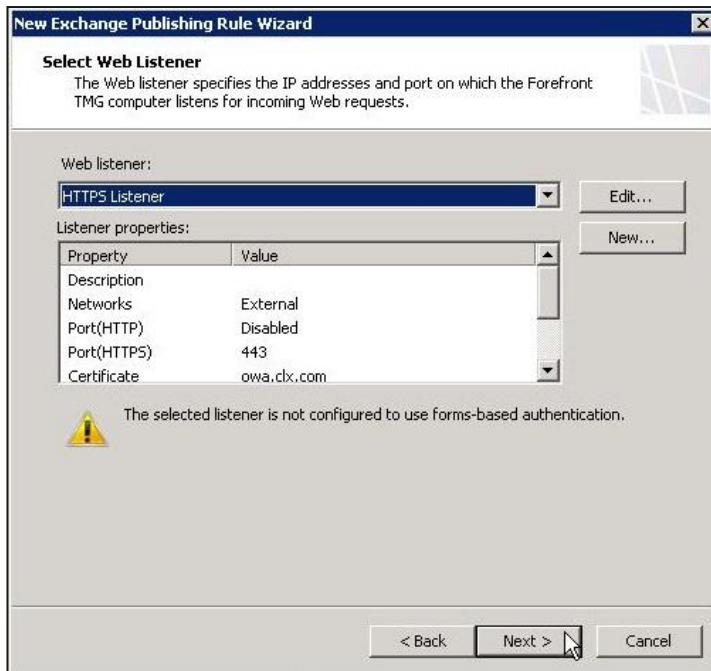 New Exchange Publishing Rule Wizard
Select Web Listener
The Web listener specifies the IP addresses and port on which the Forefront
TMG computer listens for incoming Web requests.
Web listener:
HTTPS Listener
Edit...
Listener properties:
New...
Property Value
Description
Networks External
Port(HTTP) Disabled
Port(HTTPS) 443
Certificate owa.clx.com
The selected listener is not configured to use forms-based authentication.
< Back Next > Cancel